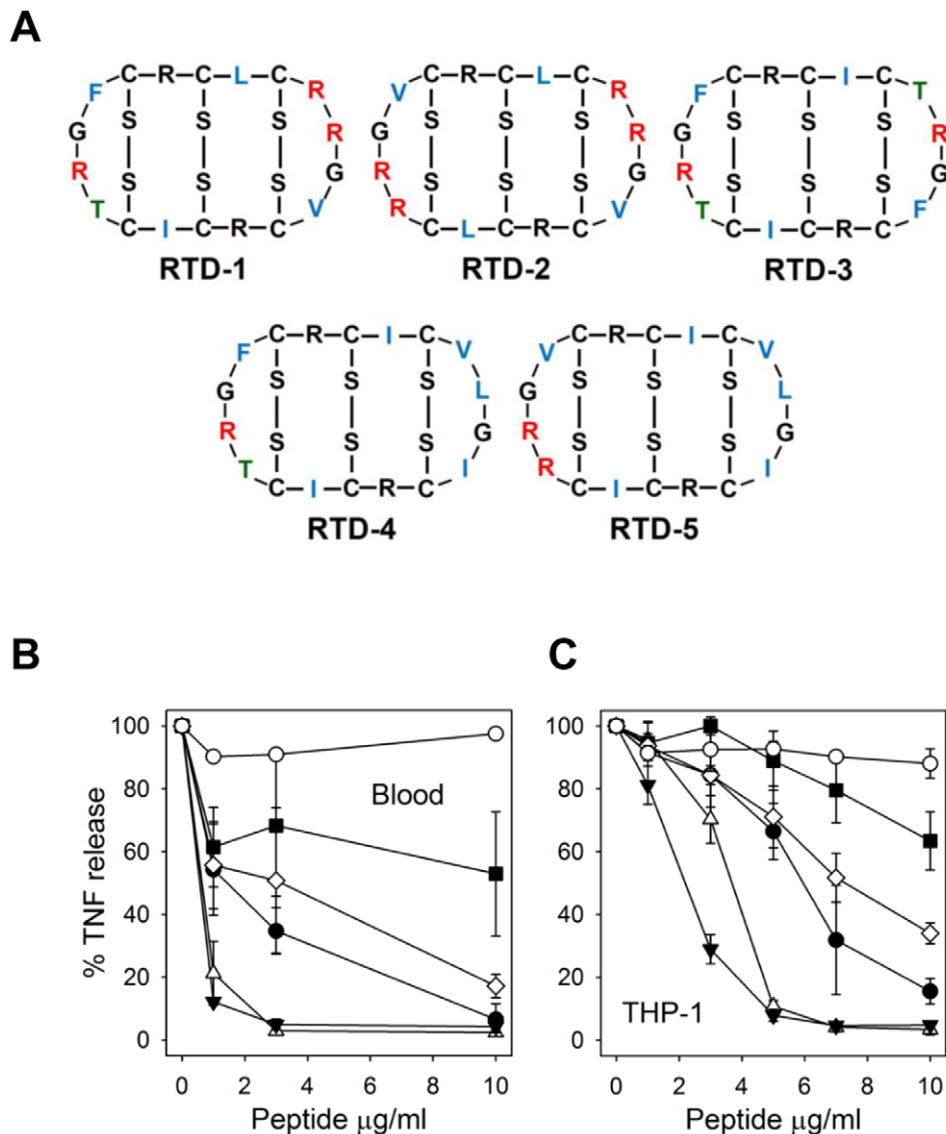 A
F C R C L C R
G S S S R
R S S S G
T C I C R C V
RTD-1
V C R C L C R
G S S S R
R S S S G
R C L C R C V
RTD-2
F C R C I C T
G S S S R
R S S S G
T C I C R C F
RTD-3
F C R C I C V
G S S S L
R S S S G
T C I C R C I
RTD-4
V C R C I C V
G S S S L
R S S S G
R C I C R C I
RTD-5
B
% TNF release
100
80
60
40
20
0
Blood
0 2 4 6 8 10
Peptide μg/ml
C
100
80
60
40
20
0
THP-1
0 2 4 6 8 10
Peptide μg/ml